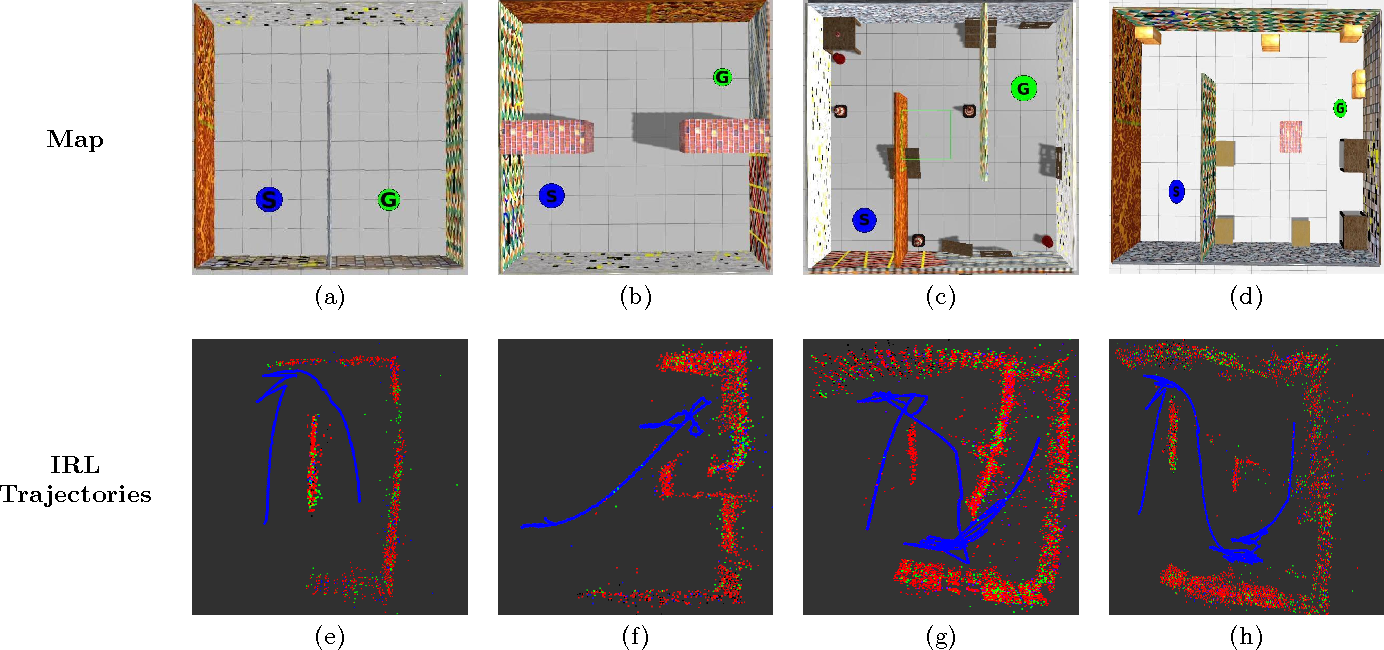 Map
S
G
G
S
G
S
G
S
(a)
(b)
(c)
(d)
IRL
Trajectories
(e)
(f)
(g)
(h)